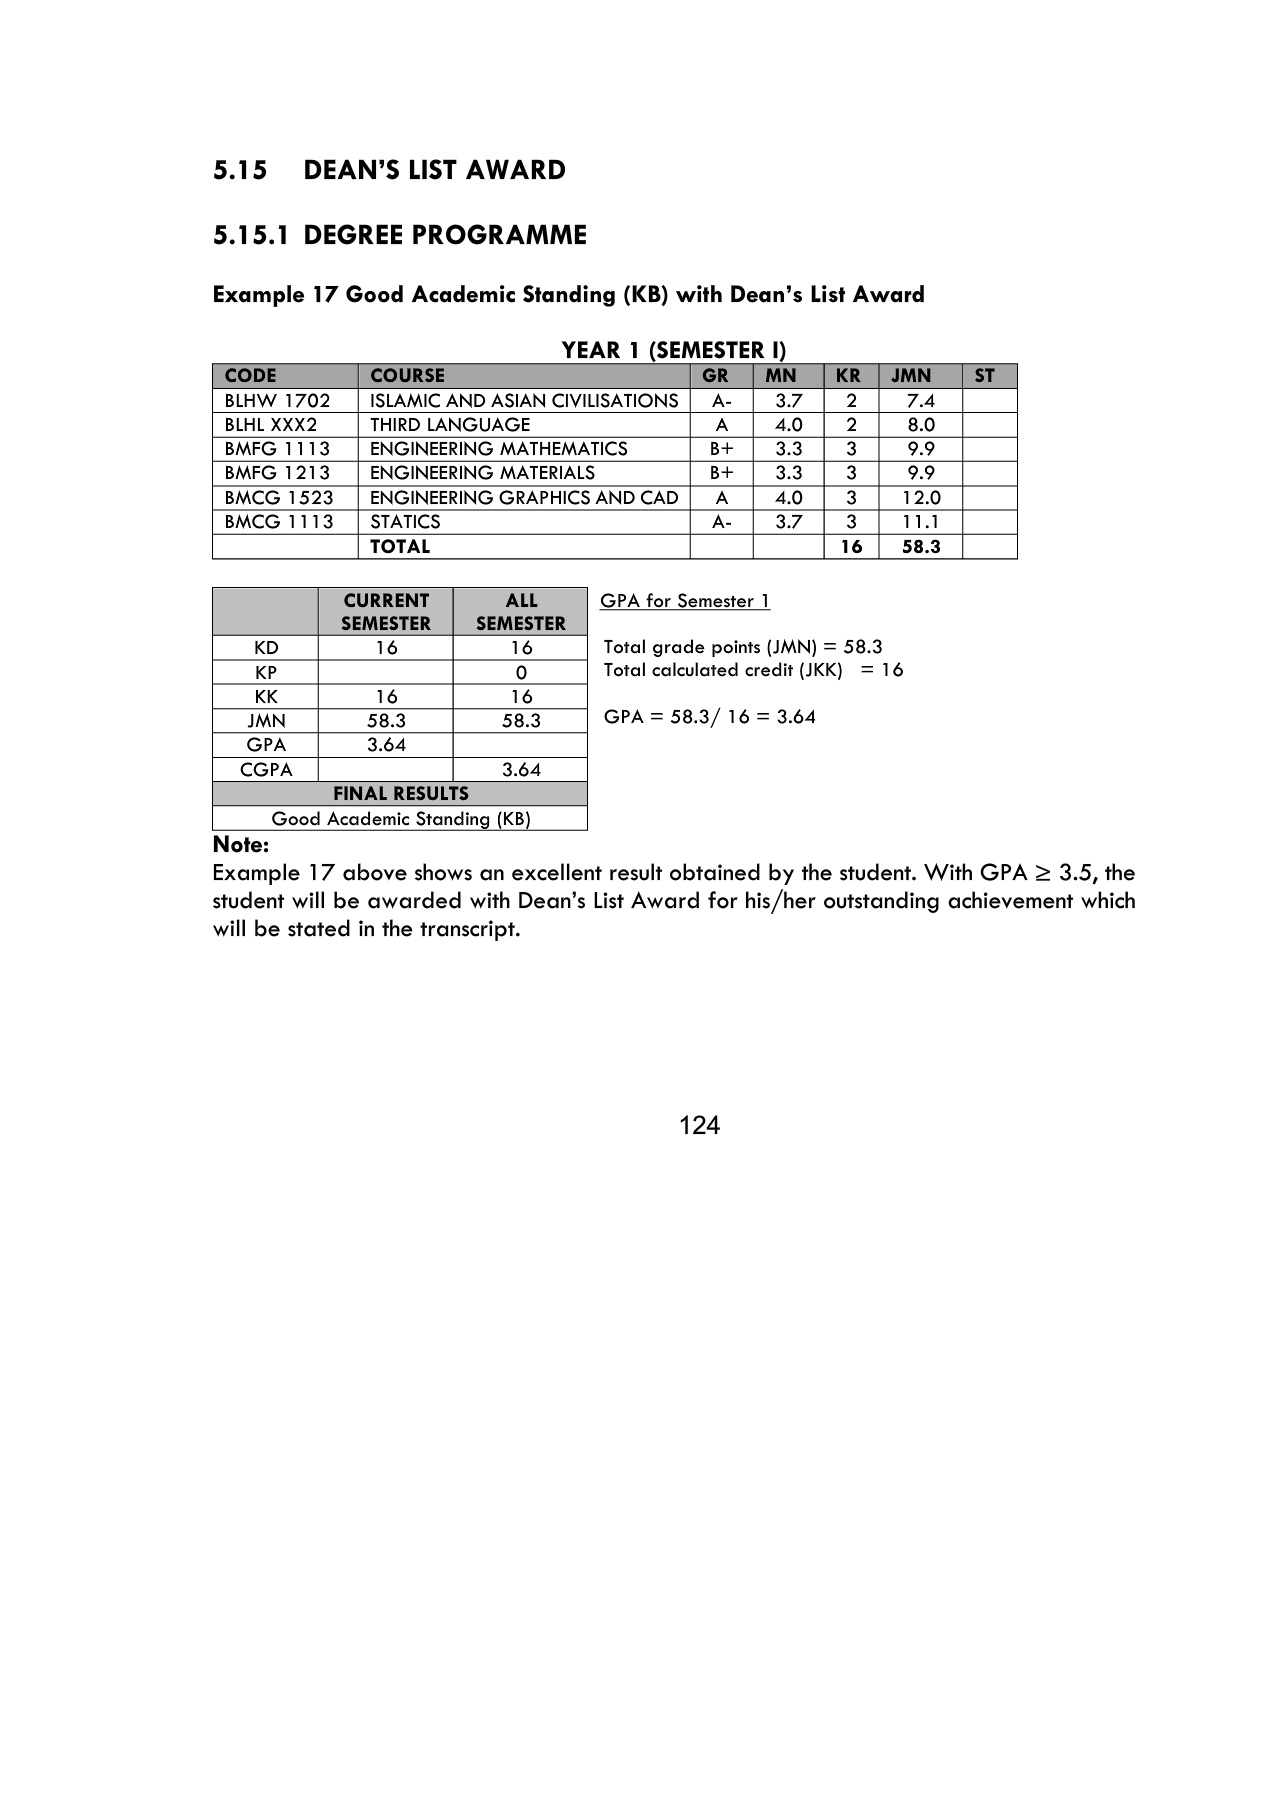 5.15 DEAN’S LIST AWARD
5.15.1 DEGREE PROGRAMME
Example 17 Good Academic Standing (KB) with Dean’s List Award
YEAR 1 (SEMESTER I)
CODE COURSE GR MN KR JMN ST
BLHW 1702 ISLAMIC AND ASIAN CIVILISATIONS A- 3.7 2 7.4
BLHL XXX2 THIRD LANGUAGE A 4.0 2 8.0
BMFG 1113 ENGINEERING MATHEMATICS B+ 3.3 3 9.9
BMFG 1213 ENGINEERING MATERIALS B+ 3.3 3 9.9
BMCG 1523 ENGINEERING GRAPHICS AND CAD A 4.0 3 12.0
BMCG 1113 STATICS A- 3.7 3 11.1
TOTAL 16 58.3
CURRENT ALL
SEMESTER SEMESTER
KD 16 16
KP 0
KK 16 16
JMN 58.3 58.3
GPA 3.64
CGPA 3.64
FINAL RESULTS
Good Academic Standing (KB)
GPA for Semester 1
Total grade points (JMN) = 58.3
Total calculated credit (JKK) = 16
GPA = 58.3/ 16 = 3.64
Note:
Example 17 above shows an excellent result obtained by the student. With GPA ≥ 3.5, the
student will be awarded with Dean’s List Award for his/her outstanding achievement which
will be stated in the transcript.
124